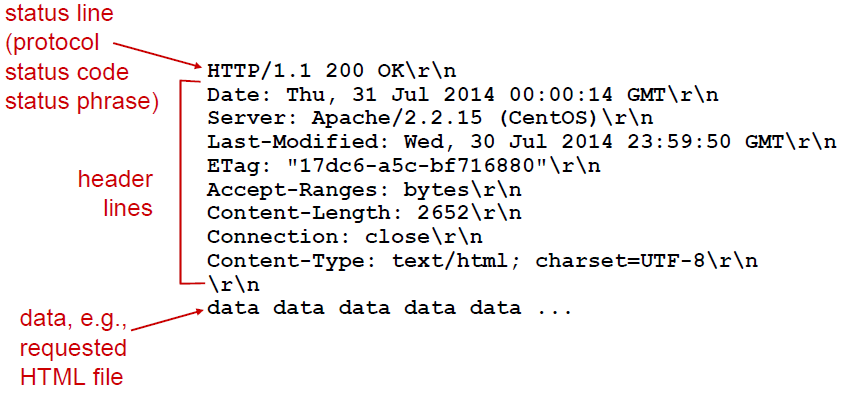 status line
(protocol
status code
status phrase)
HTTP/1.1 200 OK\r\n
Date: Thu, 31 Jul 2014 00:00:14 GMT\r\n
Server: Apache/2.2.15 (CentOS)\r\n
Last-Modified: Wed, 30 Jul 2014 23:59:50 GMT\r\n
ETag: "17dc6-a5c-bf716880"\r\n
Accept-Ranges: bytes\r\n
Content-Length: 2652\r\n
Connection: close\r\n
Content-Type: text/html; charset=UTF-8\r\n
\r\n
header
lines
data data data data data ...
data, e.g.,
requested
HTML file